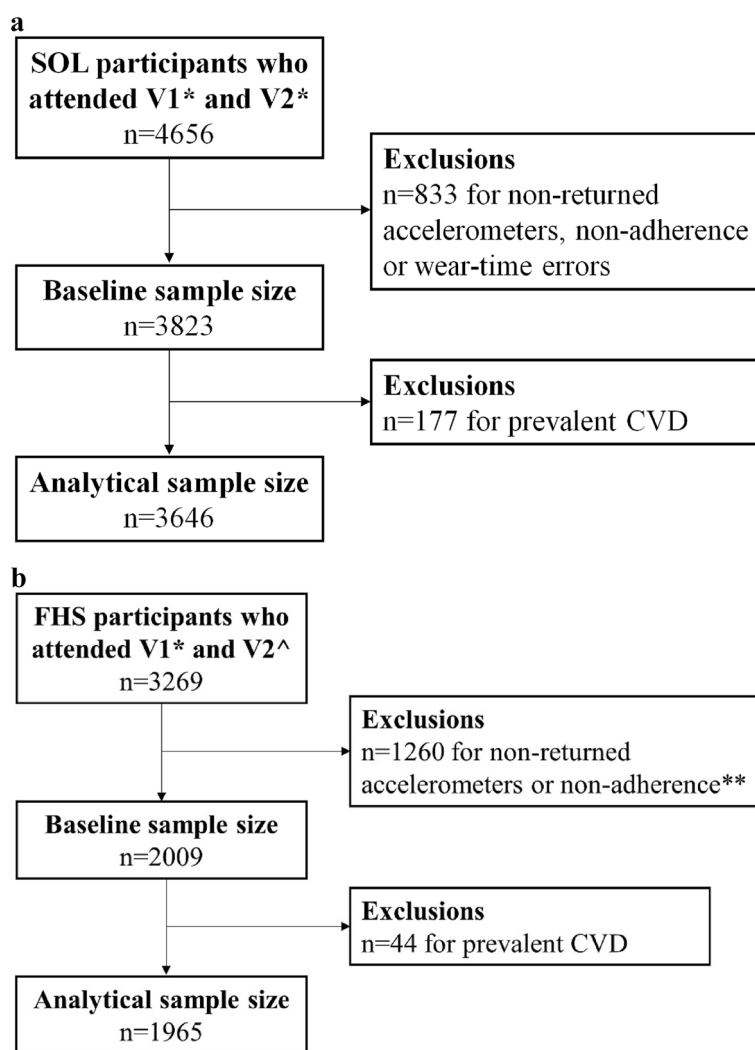 a
SOL participants who
attended V1* and V2*
n=4656
Exclusions
n=833 for non-returned
accelerometers, non-adherence
or wear-time errors
Baseline sample size
n=3823
Exclusions
n=177 for prevalent CVD
Analytical sample size
n=3646
b
FHS participants who
attended V1* and V2^
n=3269
Exclusions
n=1260 for non-returned
accelerometers or non-adherence**
Baseline sample size
n=2009
Exclusions
n=44 for prevalent CVD
Analytical sample size
n=1965